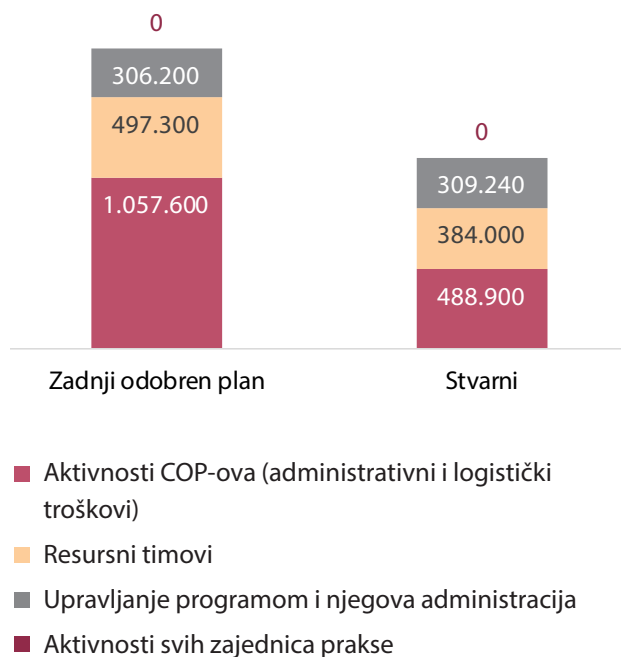 0
306.200
497.300
1.057.600
0
309.240
384.000
488.900
Zadnji odobren plan
Stvarni
Aktivnosti COP-ova (administrativni i logistički
troškovi)
Resursni timovi
Upravljanje programom i njegova administracija
Aktivnosti svih zajednica prakse